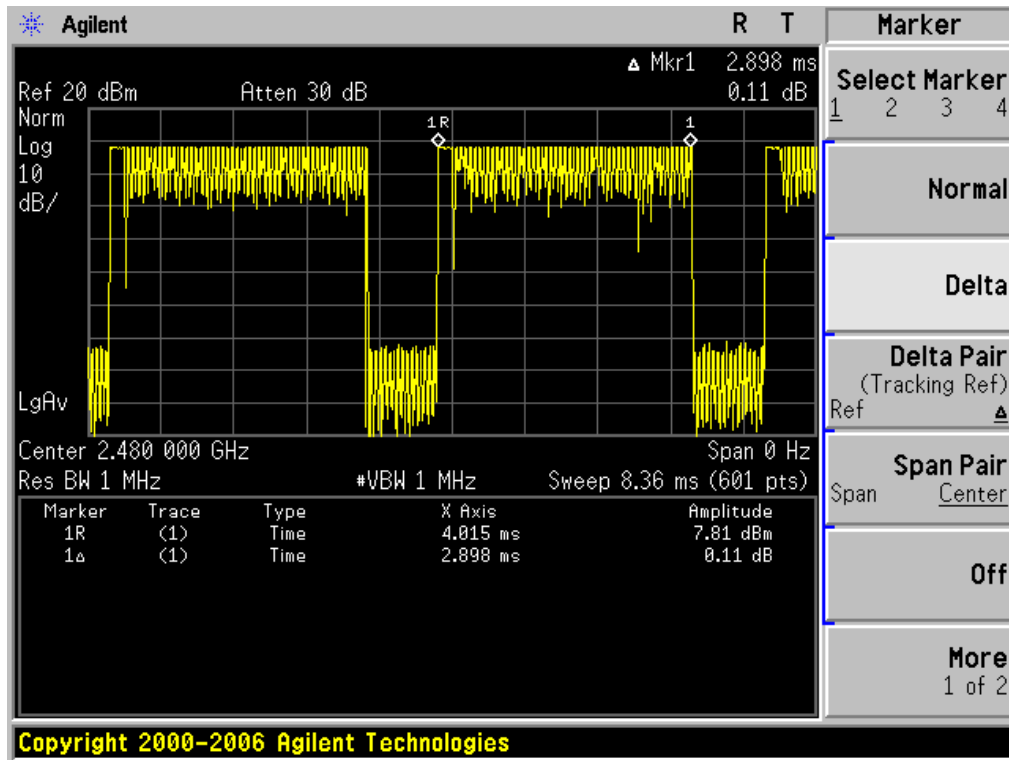 Agilent R T Marker
Δ Mkr1 2.898 ms
Ref 20 dBm Atten 30 dB 0.11 dB
Norm
Log
10
dB/
1R 1
LgAv
Center 2.480 000 GHz Span 0 Hz
Res BW 1 MHz #VBW 1 MHz Sweep 8.36 ms (601 pts)
Marker Trace Type X Axis Amplitude
1R (1) Time 4.015 ms 7.81 dBm
1Δ (1) Time 2.898 ms 0.11 dB
Select Marker
1 2 3 4
Normal
Delta
Delta Pair
(Tracking Ref)
Ref Δ
Span Pair
Span Center
Off
More
1 of 2
Copyright 2000-2006 Agilent Technologies